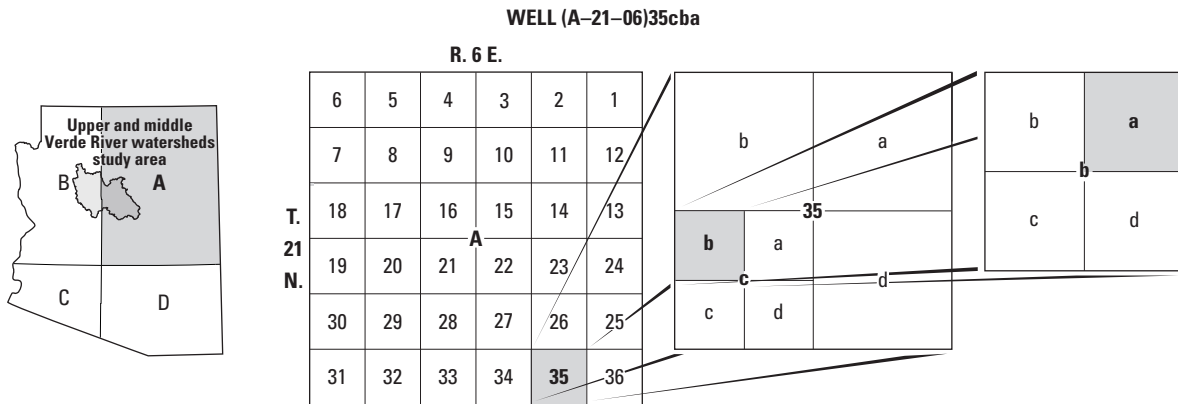 WELL (A–21–06)35cba
R. 6 E.
T.
21
N.
Upper and middle
Verde River watersheds
study area
B A
C D
6 5 4 3 2 1
7 8 9 10 11 12
18 17 16 15 14 13
A
19 20 21 22 23 24
30 29 28 27 26 25
31 32 33 34 35 36
b a
35
b a
c d
c d
b a
b
c d